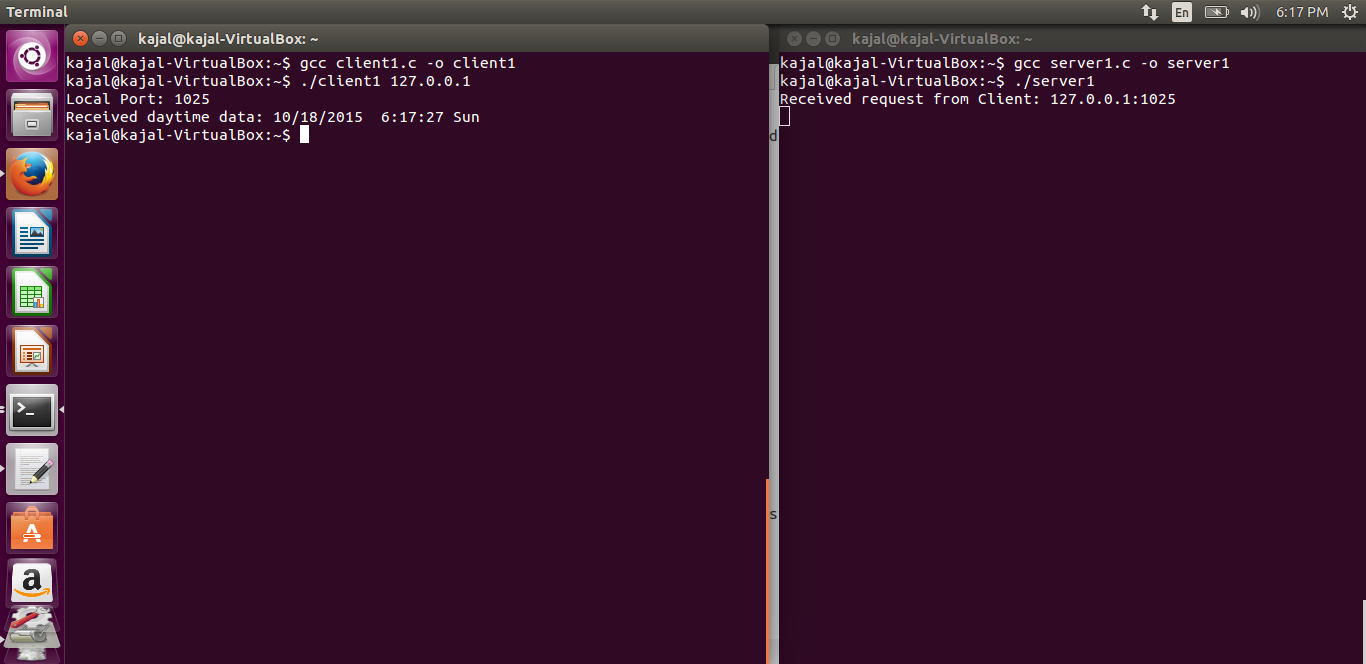 Terminal
En
6:17 PM
kajal@kajal-VirtualBox: ~
kajal@kajal-VirtualBox:~$ gcc client1.c -o client1
kajal@kajal-VirtualBox:~$ ./client1 127.0.0.1
Local Port: 1025
Received daytime data: 10/18/2015  6:17:27 Sun
kajal@kajal-VirtualBox:~$
kajal@kajal-VirtualBox: ~
kajal@kajal-VirtualBox:~$ gcc server1.c -o server1
kajal@kajal-VirtualBox:~$ ./server1
Received request from Client: 127.0.0.1:1025
d
s